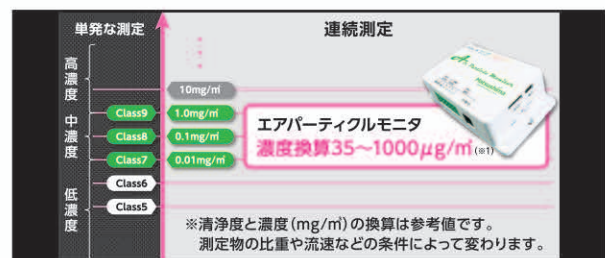 単発な測定
連続測定
高濃度
10mg/㎥
中濃度
Class9
1.0mg/㎥
Class8
0.1mg/㎥
Class7
0.01mg/㎥
エアパーティクルモニタ
濃度換算35～1000μg/㎥(※1)
低濃度
Class6
Class5
※清浄度と濃度(mg/㎥)の換算は参考値です。
測定物の比重や流速などの条件によって変わります。